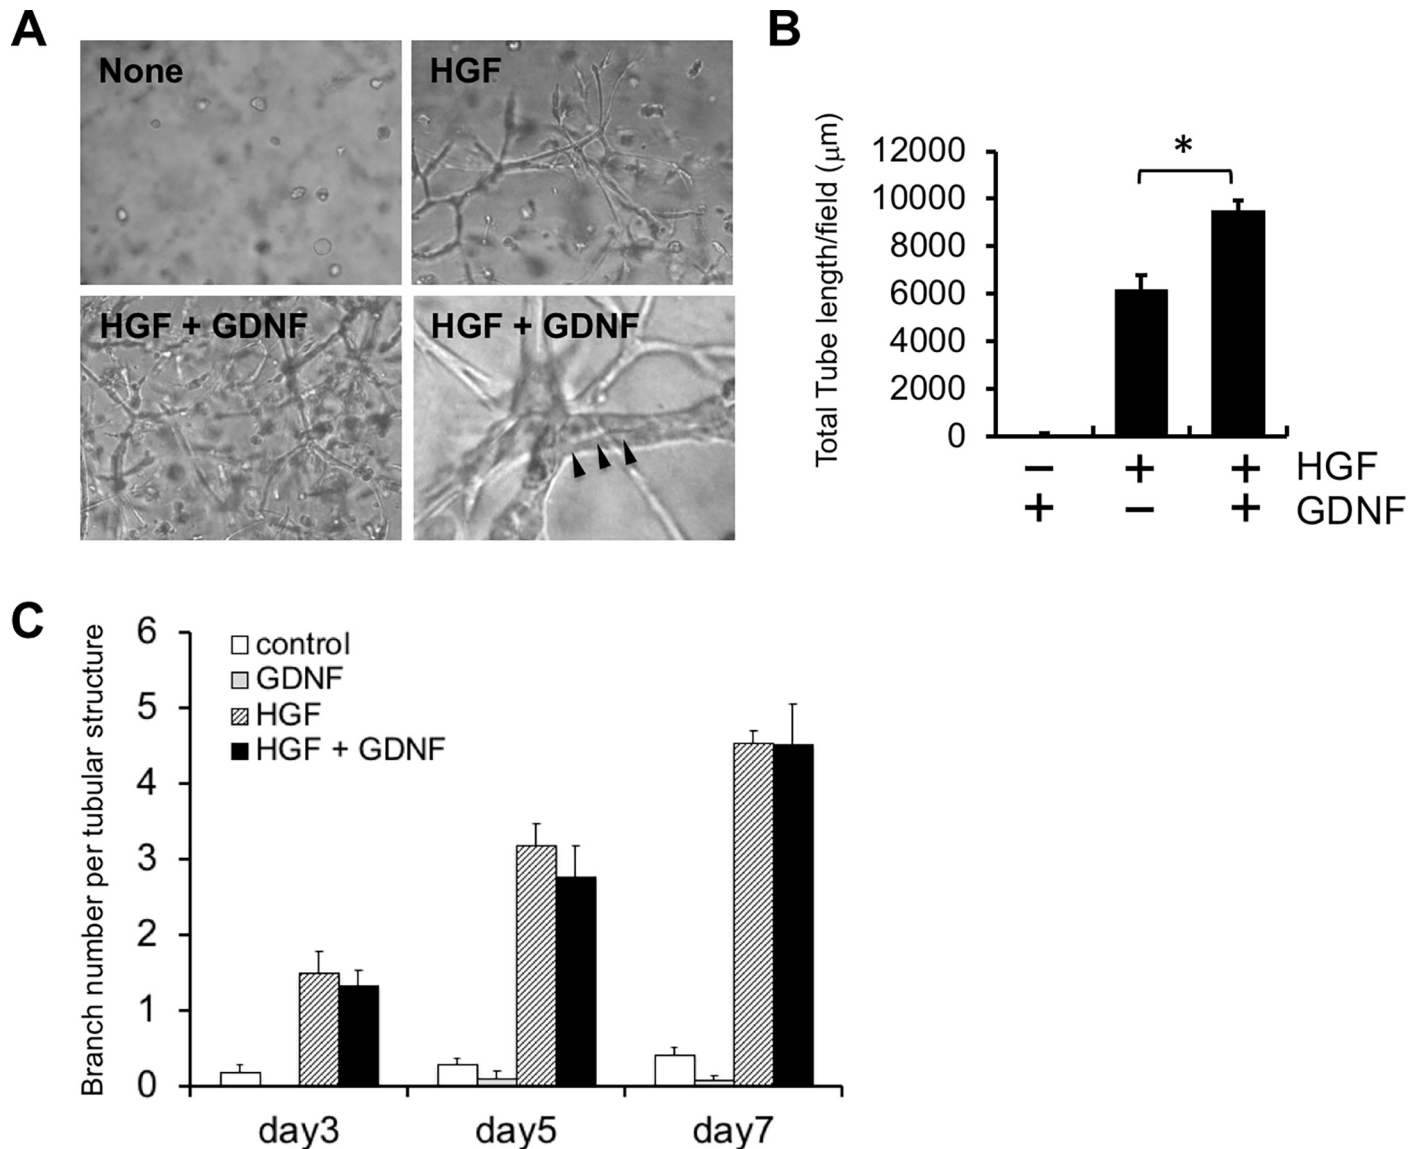 A
None
HGF
HGF + GDNF
HGF + GDNF
B
Total Tube length/field (μm)
12000
10000
8000
6000
4000
2000
0
*
− + + HGF
+ − + GDNF
C
Branch number per tubular structure
6
5
4
3
2
1
0
control
GDNF
HGF
HGF + GDNF
day3 day5 day7